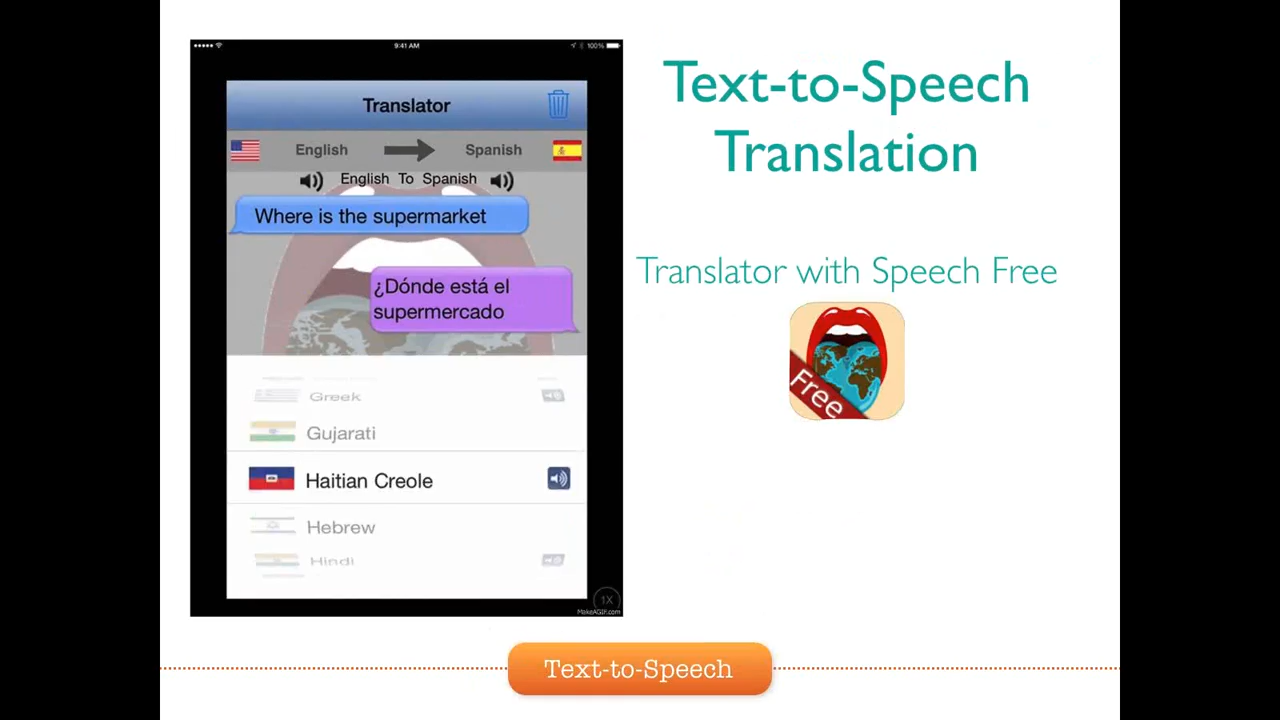 9:41 AM
100%
Translator
English
Spanish
English To Spanish
Where is the supermarket
¿Dónde está el
supermercado
Greek
Gujarati
Haitian Creole
Hebrew
Hindi
1X
MakeAGIF.com
Text-to-Speech
Translation
Translator with Speech Free
Free
Text-to-Speech